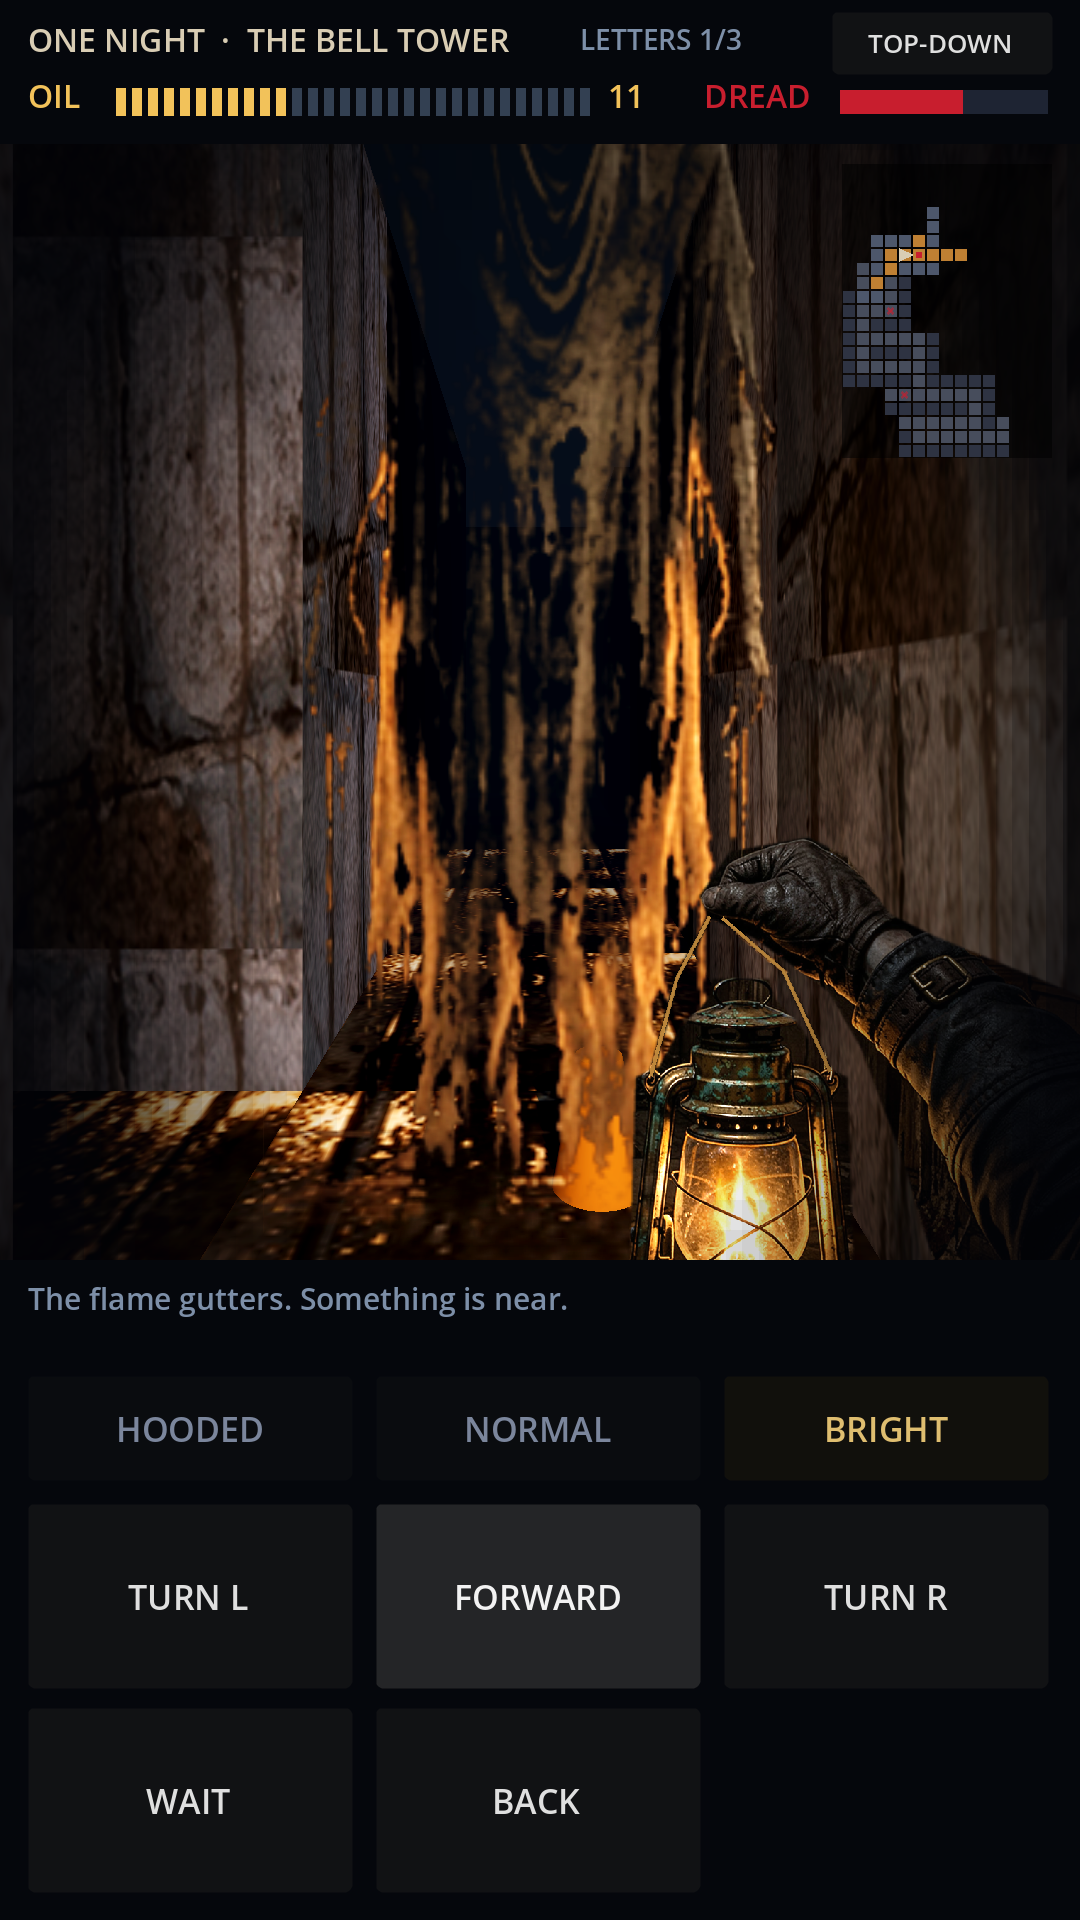 ONE NIGHT · THE BELL TOWER
LETTERS 1/3
TOP-DOWN
OIL
11
DREAD
The flame gutters. Something is near.
HOODED
NORMAL
BRIGHT
TURN L
FORWARD
TURN R
WAIT
BACK